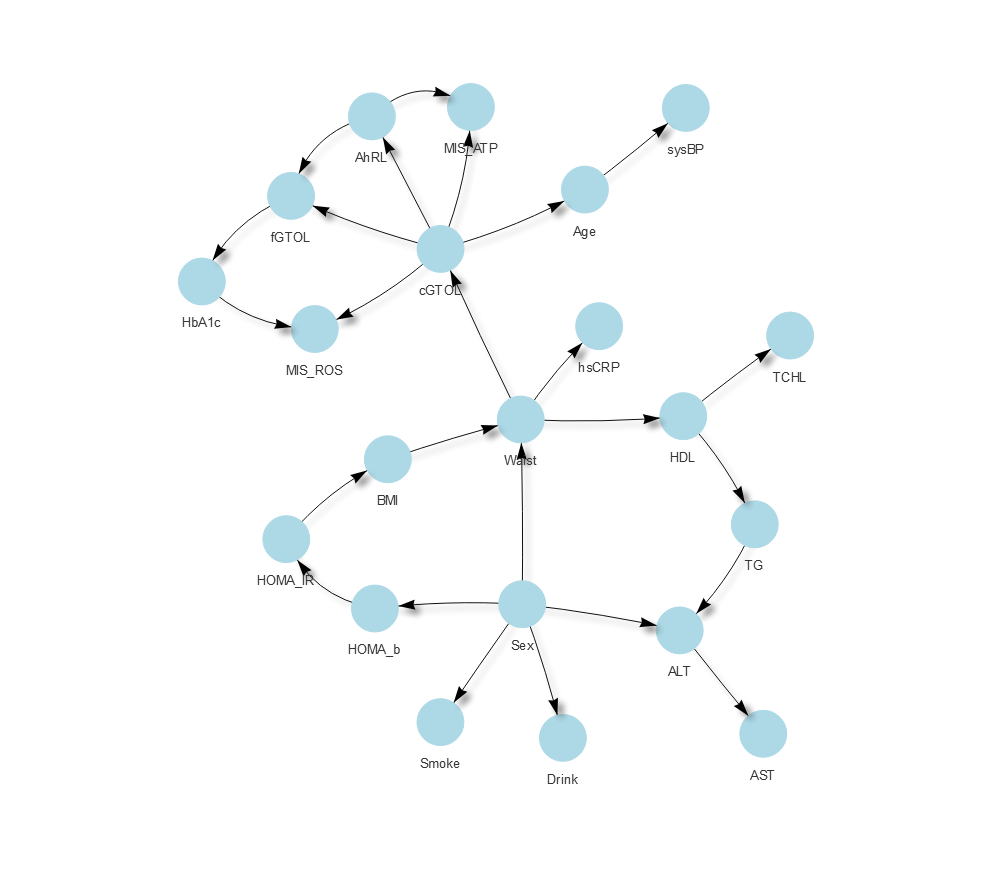 AhRL
MIS_ATP
sysBP
fGTOL
Age
cGTOL
HbA1c
MIS_ROS
hsCRP
TCHL
Waist
HDL
BMI
TG
HOMA_IR
HOMA_b
Sex
ALT
Smoke
Drink
AST